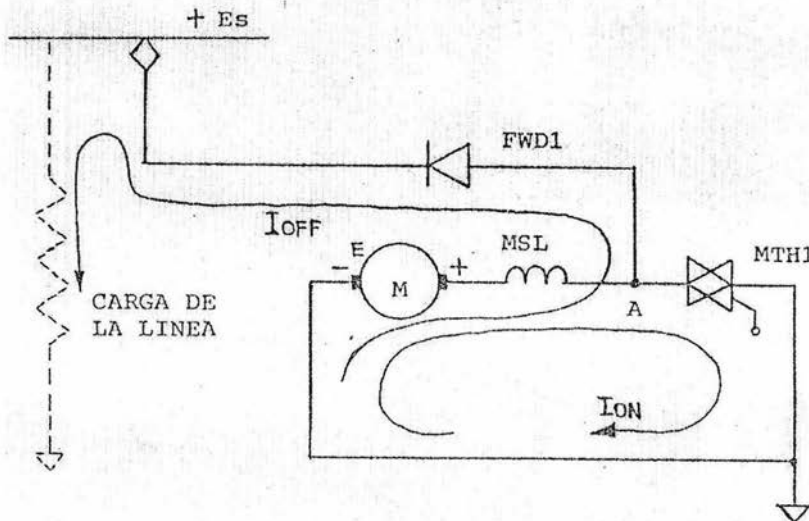 + Es
FWD1
IOFF
E
MSL
MTH1
- M +
A
CARGA DE
LA LINEA
ION